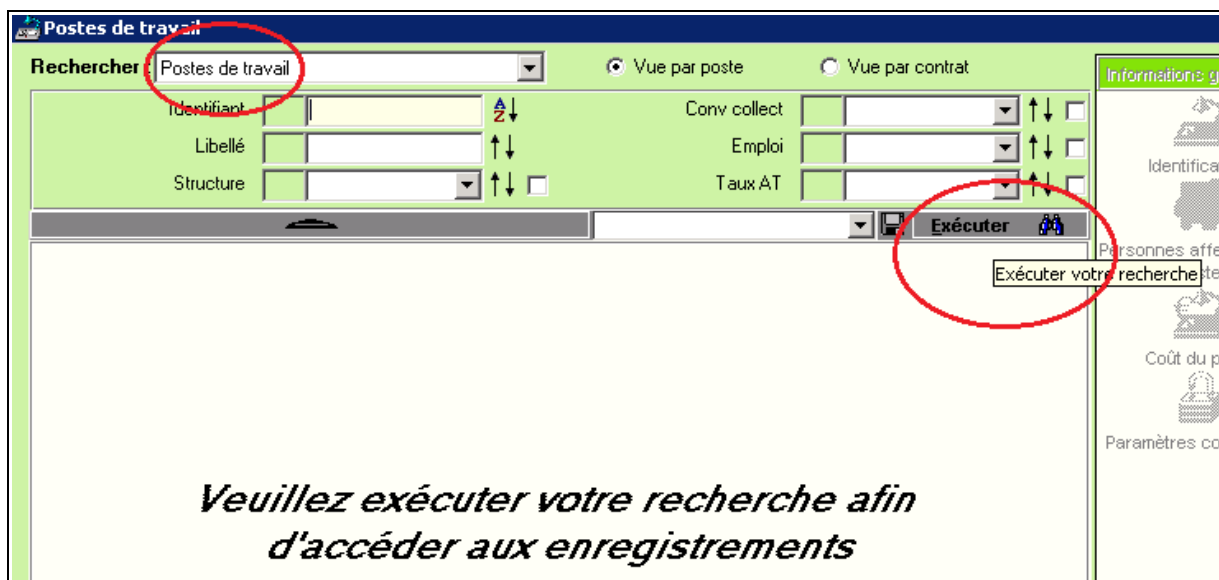 Postes de travail
Rechercher : Postes de travail Vue par poste Vue par contrat
Informations g
Identifiant AZ Conv collect
Libellé Emploi
Structure Taux AT
Identifica
Exécuter
Personnes affe
Exécuter votre recherche ste
Coût du p
Paramètres co
Veuillez exécuter votre recherche afin
d'accéder aux enregistrements